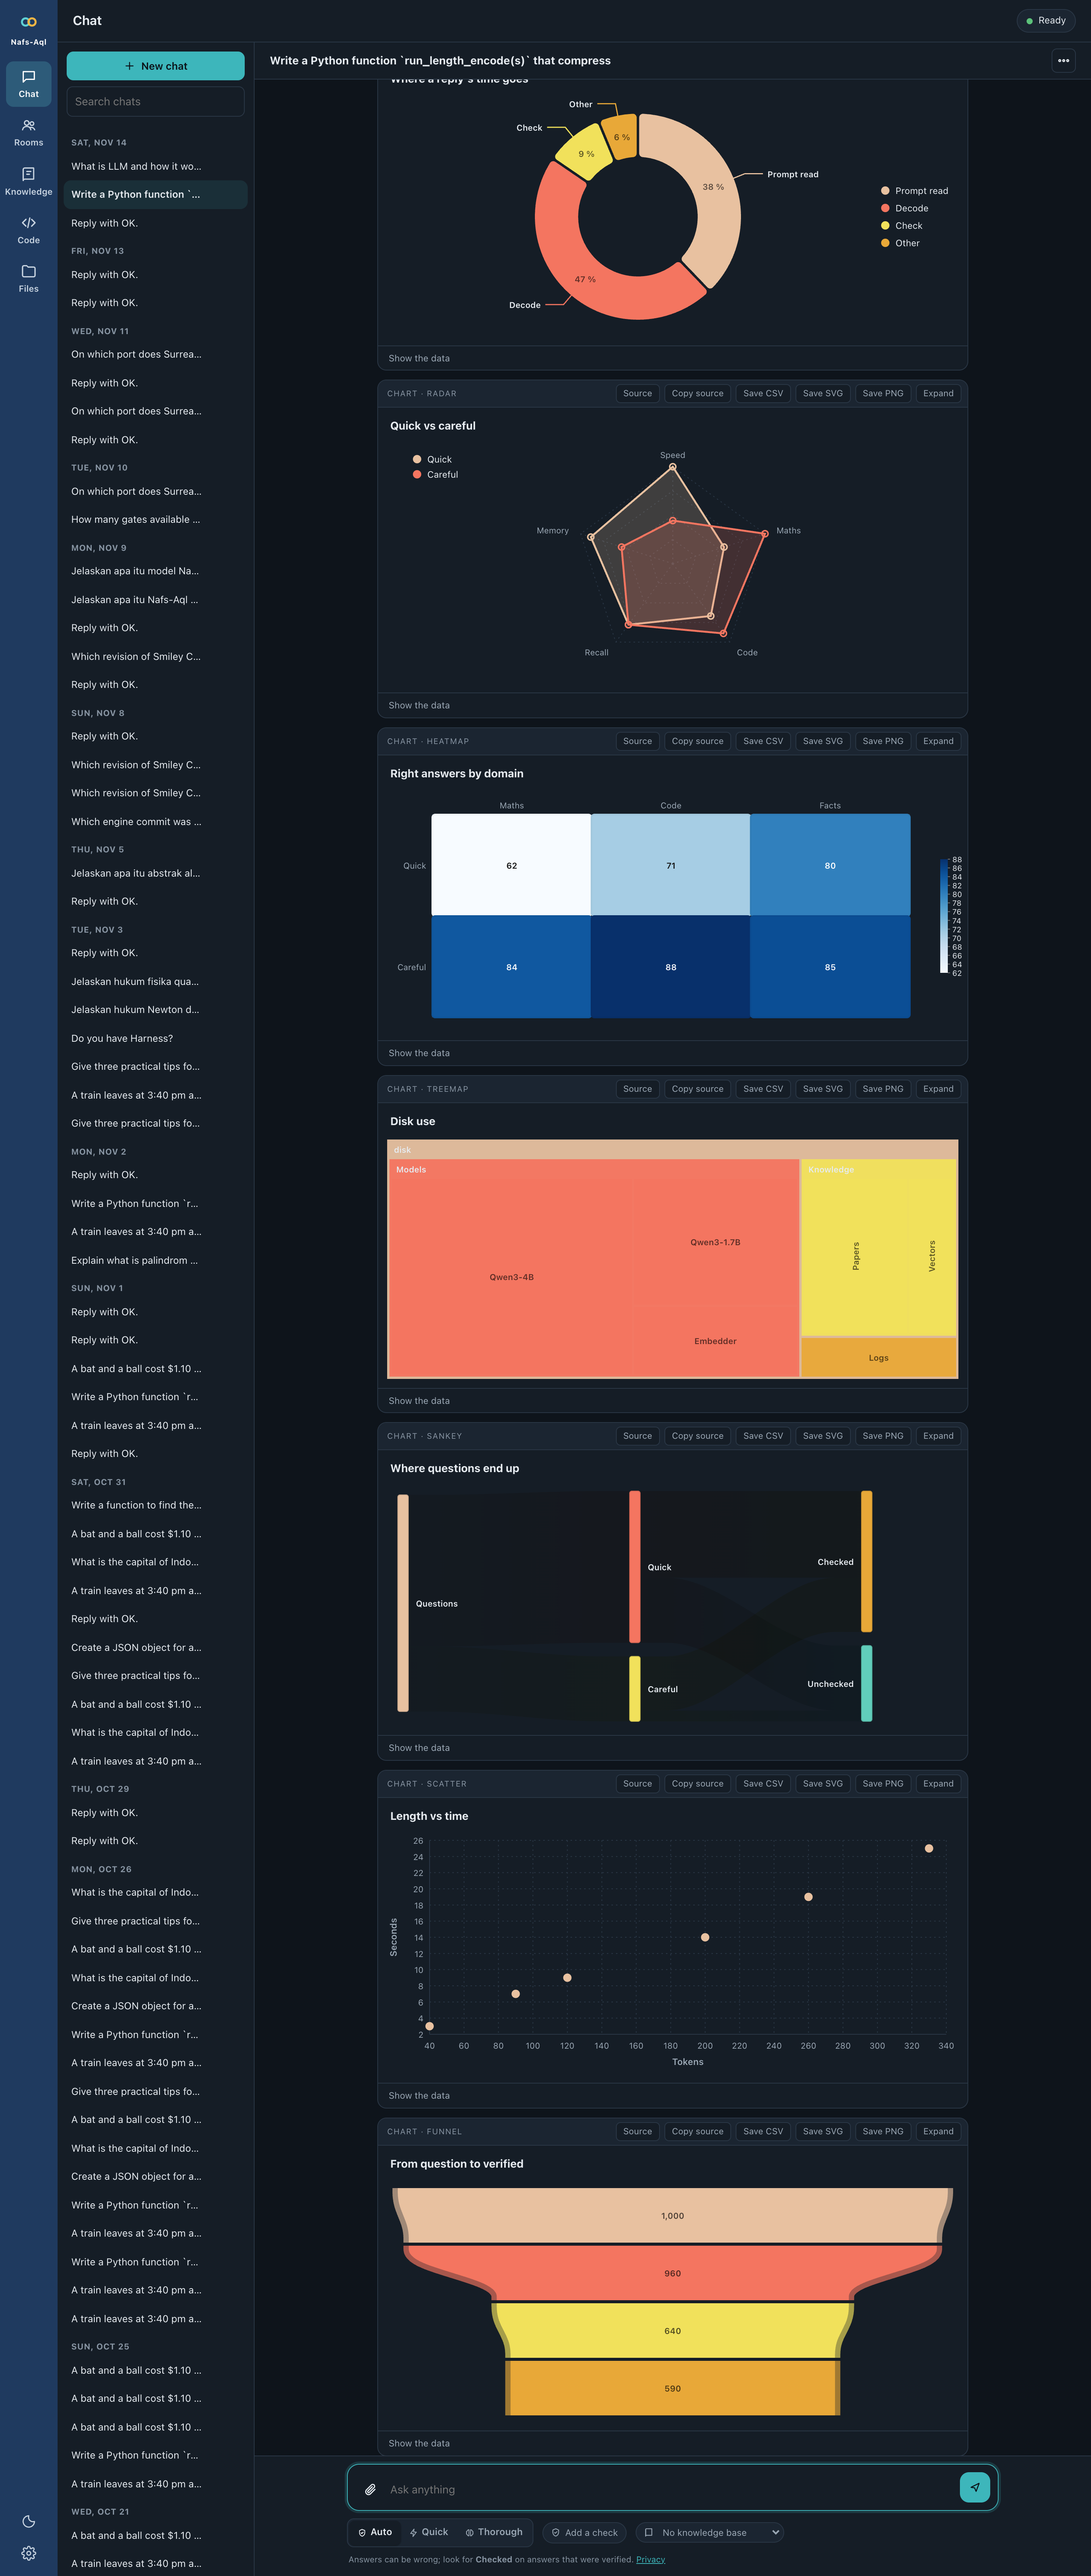 Nafs-Aql
Chat
Rooms
Knowledge
Code
Files
Chat
Ready
New chat
Search chats
SAT, NOV 14
What is LLM and how it wo...
Write a Python function `...
Reply with OK.
FRI, NOV 13
Reply with OK.
Reply with OK.
WED, NOV 11
On which port does Surrea...
Reply with OK.
On which port does Surrea...
Reply with OK.
TUE, NOV 10
On which port does Surrea...
How many gates available ...
MON, NOV 9
Jelaskan apa itu model Na...
Jelaskan apa itu Nafs-Aql ...
Reply with OK.
Which revision of Smiley C...
Reply with OK.
SUN, NOV 8
Reply with OK.
Which revision of Smiley C...
Which revision of Smiley C...
Which engine commit was ...
THU, NOV 5
Jelaskan apa itu abstrak al...
Reply with OK.
TUE, NOV 3
Reply with OK.
Jelaskan hukum fisika qua...
Jelaskan hukum Newton d...
Do you have Harness?
Give three practical tips fo...
A train leaves at 3:40 pm a...
Give three practical tips fo...
MON, NOV 2
Reply with OK.
Write a Python function `r...
A train leaves at 3:40 pm a...
Explain what is palindrom ...
SUN, NOV 1
Reply with OK.
Reply with OK.
A bat and a ball cost $1.10 ...
Write a Python function `r...
A train leaves at 3:40 pm a...
Reply with OK.
SAT, OCT 31
Write a function to find the...
A bat and a ball cost $1.10 ...
What is the capital of Indo...
A train leaves at 3:40 pm a...
Reply with OK.
Create a JSON object for a...
Give three practical tips fo...
A bat and a ball cost $1.10 ...
What is the capital of Indo...
A train leaves at 3:40 pm a...
THU, OCT 29
Reply with OK.
Reply with OK.
MON, OCT 26
What is the capital of Indo...
Give three practical tips fo...
A bat and a ball cost $1.10 ...
What is the capital of Indo...
Create a JSON object for a...
Write a Python function `r...
A train leaves at 3:40 pm a...
Give three practical tips fo...
A bat and a ball cost $1.10 ...
What is the capital of Indo...
Create a JSON object for a...
Write a Python function `r...
A train leaves at 3:40 pm a...
Write a Python function `r...
A train leaves at 3:40 pm a...
A train leaves at 3:40 pm a...
SUN, OCT 25
A bat and a ball cost $1.10 ...
A bat and a ball cost $1.10 ...
A bat and a ball cost $1.10 ...
Write a Python function `r...
A train leaves at 3:40 pm a...
WED, OCT 21
A bat and a ball cost $1.10 ...
A train leaves at 3:40 pm a...
Write a Python function `run_length_encode(s)` that compress
Where a reply's time goes
Other
Check
6 %
9 %
38 %
Prompt read
47 %
Decode
Prompt read
Decode
Check
Other
Show the data
CHART · RADAR
Source Copy source Save CSV Save SVG Save PNG Expand
Quick vs careful
Quick
Careful
Speed
Memory
Maths
Recall
Code
Show the data
CHART · HEATMAP
Source Copy source Save CSV Save SVG Save PNG Expand
Right answers by domain
Maths Code Facts
Quick 62 71 80
Careful 84 88 85
88
86
84
82
80
78
76
74
72
70
68
66
64
62
Show the data
CHART · TREEMAP
Source Copy source Save CSV Save SVG Save PNG Expand
Disk use
disk
Models
Knowledge
Qwen3-4B
Qwen3-1.7B
Embedder
Papers
Vectors
Logs
Show the data
CHART · SANKEY
Source Copy source Save CSV Save SVG Save PNG Expand
Where questions end up
Questions
Quick
Careful
Checked
Unchecked
Show the data
CHART · SCATTER
Source Copy source Save CSV Save SVG Save PNG Expand
Length vs time
Seconds
26
24
22
20
18
16
14
12
10
8
6
4
2
40 60 80 100 120 140 160 180 200 220 240 260 280 300 320 340
Tokens
Show the data
CHART · FUNNEL
Source Copy source Save CSV Save SVG Save PNG Expand
From question to verified
1,000
960
640
590
Show the data
Ask anything
Auto Quick Thorough Add a check No knowledge base
Answers can be wrong; look for Checked on answers that were verified. Privacy